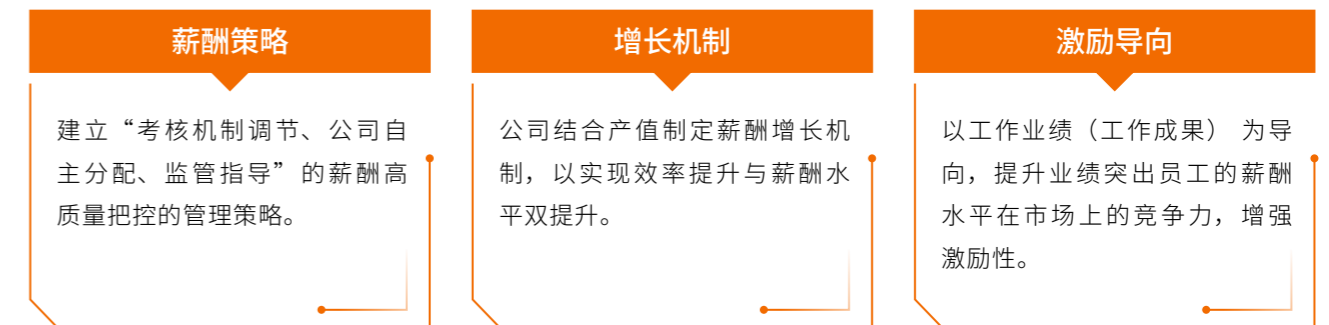 薪酬策略
建立“考核机制调节、公司自
主分配、监管指导”的薪酬高
质量把控的管理策略。
增长机制
公司结合产值制定薪酬增长机
制，以实现效率提升与薪酬水
平双提升。
激励导向
以工作业绩（工作成果） 为导
向，提升业绩突出员工的薪酬
水平在市场上的竞争力，增强
激励性。